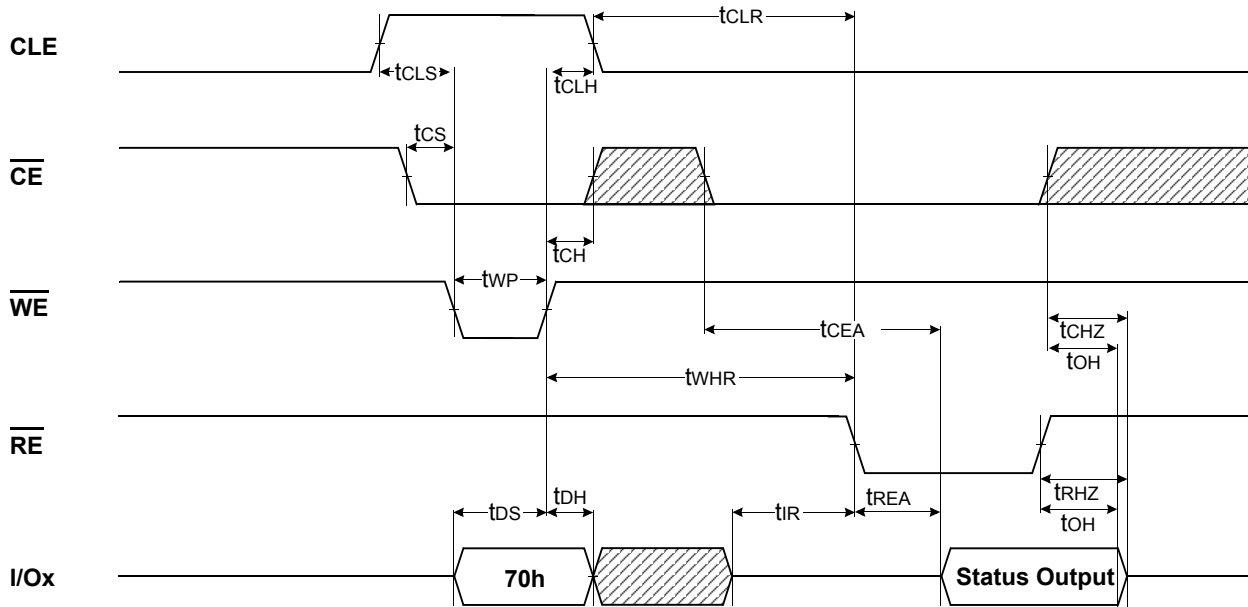 tCLR
CLE
tCLS
tCLH
tCS
CE
tCH
tWP
WE
tCEA
tCHZ
tOH
tWHR
RE
tDH
tRHZ
tDS
tIR
tREA
tOH
I/Ox
70h
Status Output